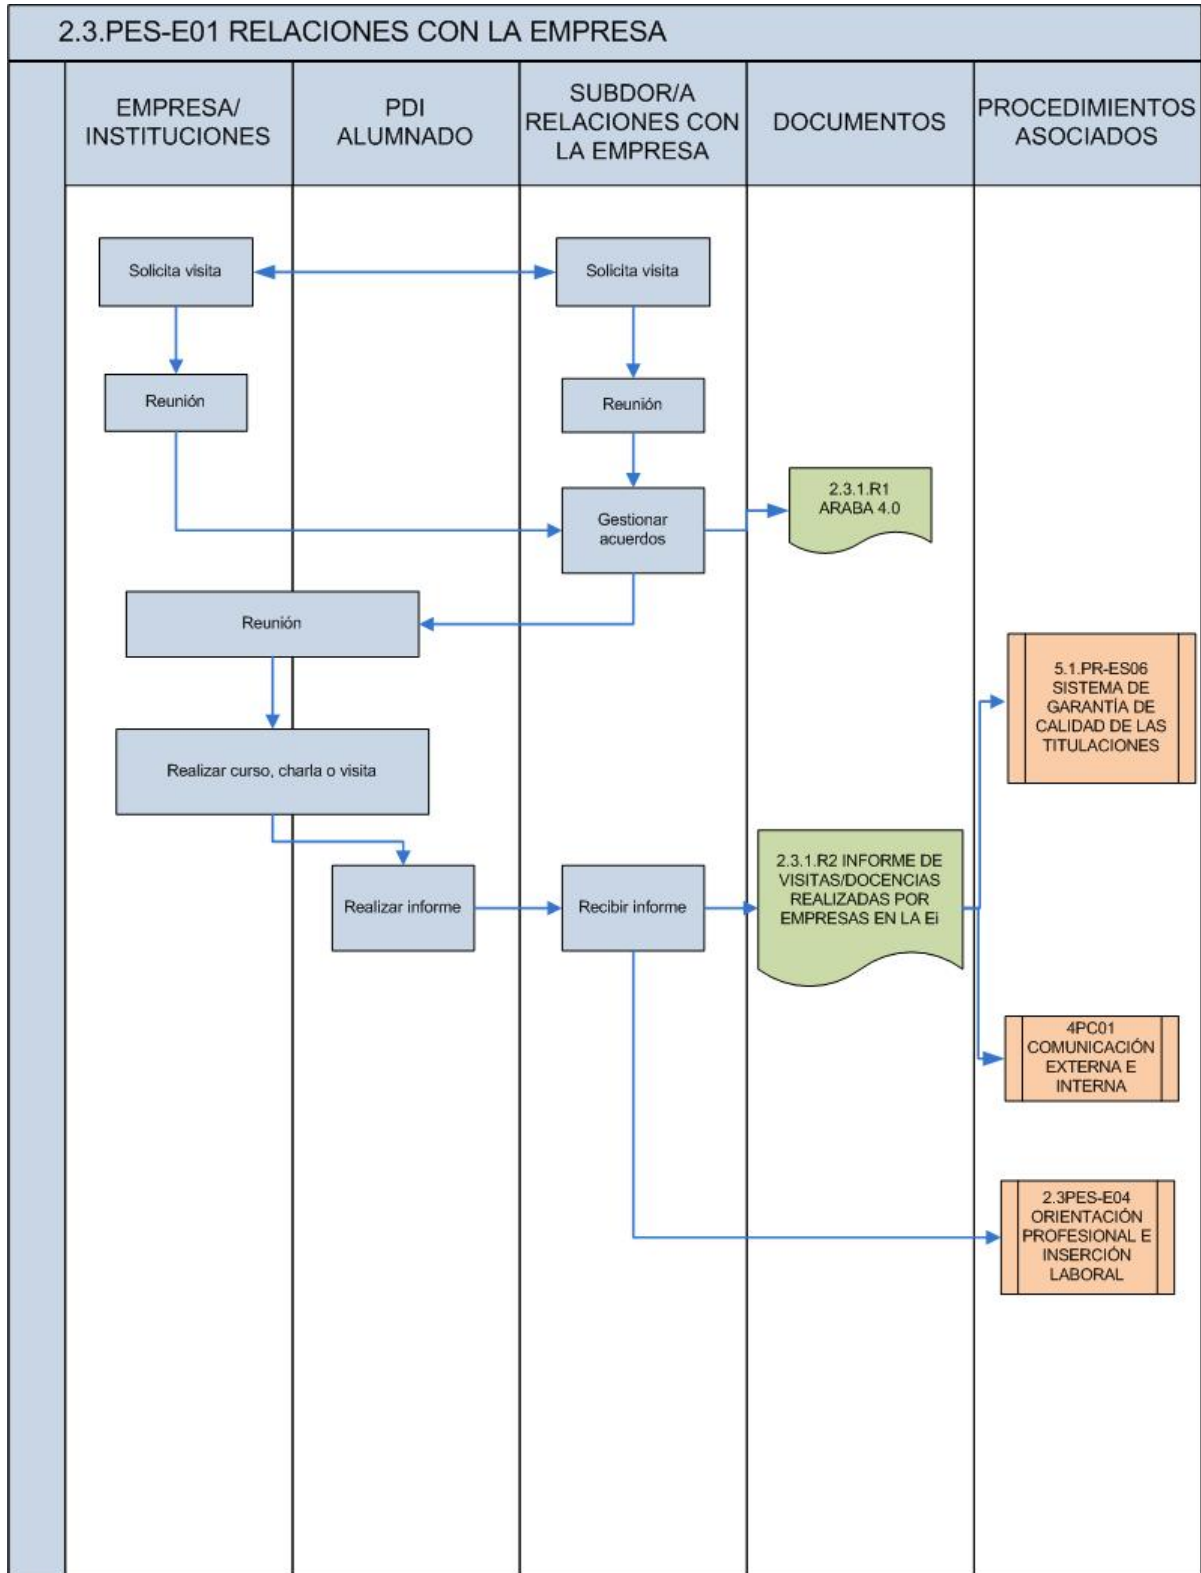 2.3.PES-E01 RELACIONES CON LA EMPRESA
EMPRESA/
INSTITUCIONES
PDI
ALUMNADO
SUBDOR/A
RELACIONES CON
LA EMPRESA
DOCUMENTOS
PROCEDIMIENTOS
ASOCIADOS
Solicita visita
Solicita visita
Reunión
Reunión
Gestionar
acuerdos
2.3.1.R1
ARABA 4.0
Reunión
5.1.PR-ES06
SISTEMA DE
GARANTÍA DE
CALIDAD DE LAS
TITULACIONES
Realizar curso, charla o visita
Realizar informe
Recibir informe
2.3.1.R2 INFORME DE
VISITAS/DOCENCIAS
REALIZADAS POR
EMPRESAS EN LA Ei
4PC01
COMUNICACIÓN
EXTERNA E
INTERNA
2.3PES-E04
ORIENTACIÓN
PROFESIONAL E
INSERCIÓN
LABORAL